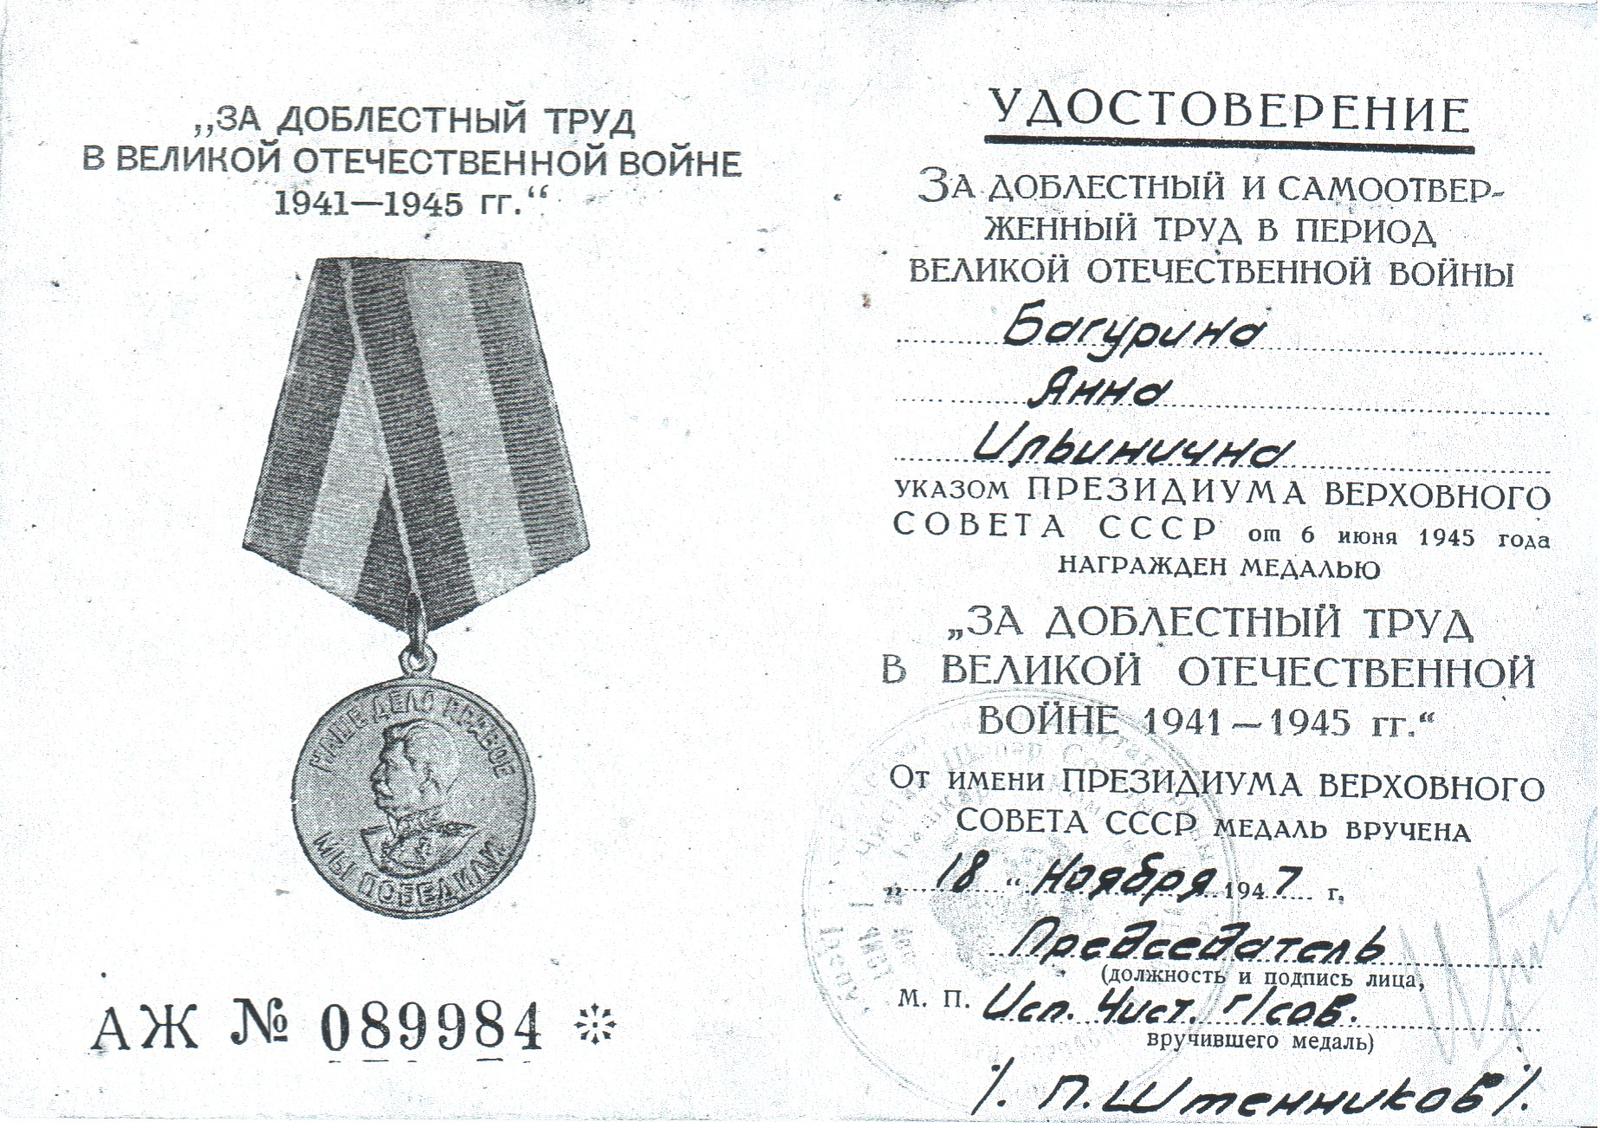 „ЗА ДОБЛЕСТНЫЙ ТРУД
В ВЕЛИКОЙ ОТЕЧЕСТВЕННОЙ ВОЙНЕ
1941—1945 гг.“
НАШЕ ДЕЛО ПРАВОЕ
МЫ ПОБЕДИЛИ
АЖ № 089984
УДОСТОВЕРЕНИЕ
ЗА ДОБЛЕСТНЫЙ И САМООТВЕР-
ЖЕННЫЙ ТРУД В ПЕРИОД
ВЕЛИКОЙ ОТЕЧЕСТВЕННОЙ ВОЙНЫ
Багурина
Анна
Ильинична
УКАЗОМ ПРЕЗИДИУМА ВЕРХОВНОГО
СОВЕТА СССР от 6 июня 1945 года
НАГРАЖДЕН МЕДАЛЬЮ
„ЗА ДОБЛЕСТНЫЙ ТРУД
В ВЕЛИКОЙ ОТЕЧЕСТВЕННОЙ
ВОЙНЕ 1941—1945 гг.“
ОТ ИМЕНИ ПРЕЗИДИУМА ВЕРХОВНОГО
СОВЕТА СССР МЕДАЛЬ ВРУЧЕНА
„18“ Ноября 1947 г.
Председатель
(должность и подпись лица,
М. П. Исп. Чист. г/сов.
вручившего медаль)
/. П. Штенников/.